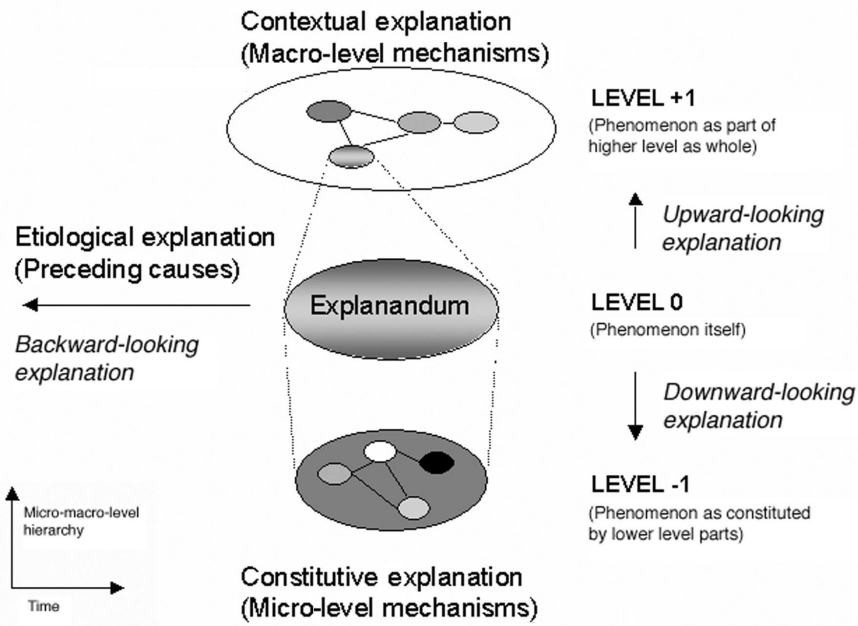 Contextual explanation
(Macro-level mechanisms)
LEVEL +1
(Phenomenon as part of
higher level as whole)
Upward-looking
explanation
Etiological explanation
(Preceding causes)
Backward-looking
explanation
Explanandum
LEVEL 0
(Phenomenon itself)
Downward-looking
explanation
LEVEL -1
(Phenomenon as constituted
by lower level parts)
Micro-macro-level
hierarchy
Time
Constitutive explanation
(Micro-level mechanisms)